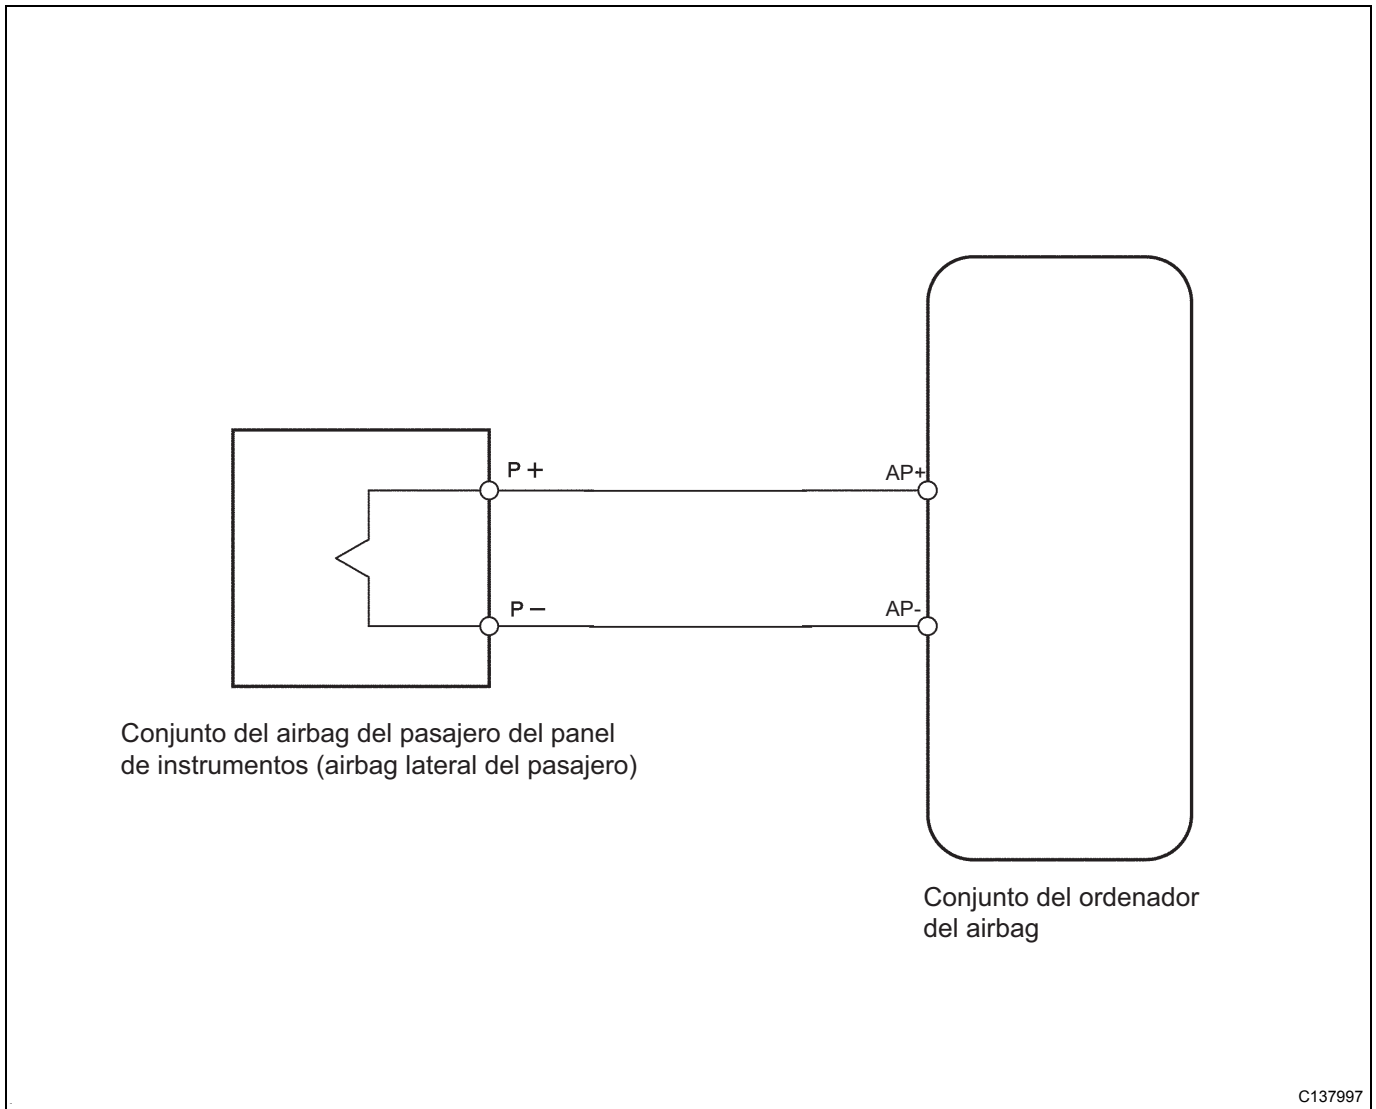 P +
AP+
P −
AP-
Conjunto del airbag del pasajero del panel
de instrumentos (airbag lateral del pasajero)
Conjunto del ordenador
del airbag
C137997